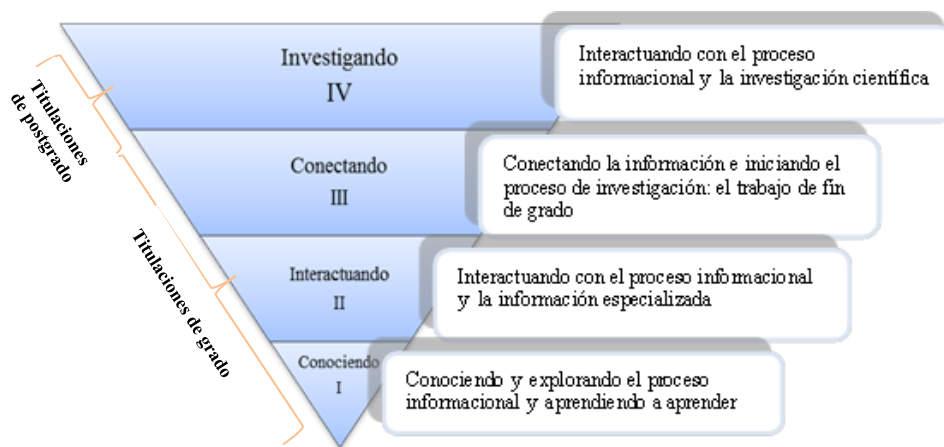 Investigando
IV
Interactuando con el proceso
informacional y la investigación científica
Titulaciones
de postgrado
Conectando
III
Conectando la información e iniciando el
proceso de investigación: el trabajo de fin
de grado
Titulaciones de grado
Interactuando
II
Interactuando con el proceso informacional
y la información especializada
Conociendo
I
Conociendo y explorando el proceso
informacional y aprendiendo a aprender